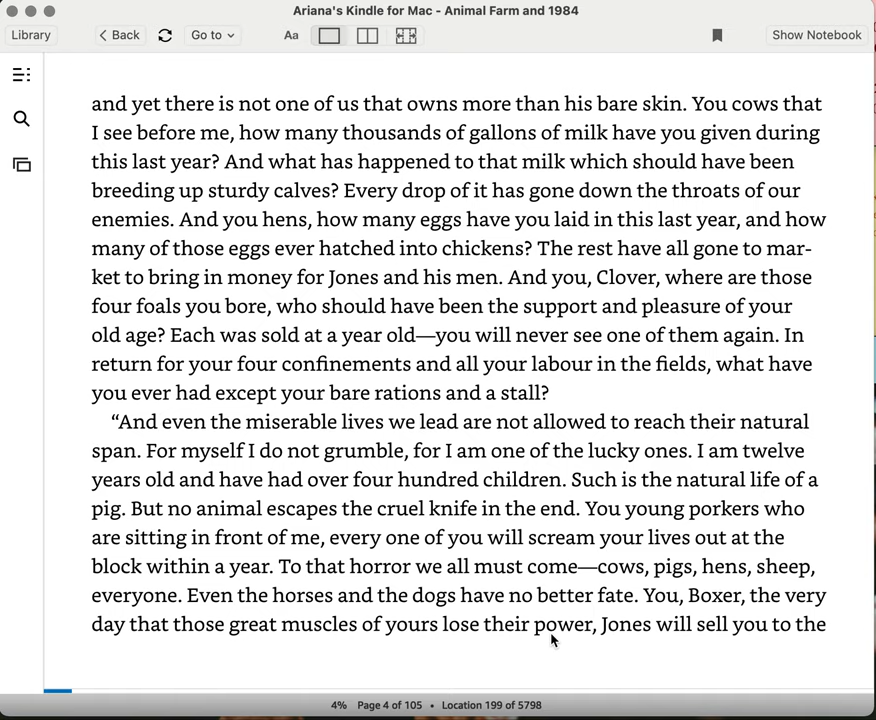 Ariana's Kindle for Mac - Animal Farm and 1984
Library
Back
Go to
Aa
Show Notebook
and yet there is not one of us that owns more than his bare skin. You cows that
I see before me, how many thousands of gallons of milk have you given during
this last year? And what has happened to that milk which should have been
breeding up sturdy calves? Every drop of it has gone down the throats of our
enemies. And you hens, how many eggs have you laid in this last year, and how
many of those eggs ever hatched into chickens? The rest have all gone to mar-
ket to bring in money for Jones and his men. And you, Clover, where are those
four foals you bore, who should have been the support and pleasure of your
old age? Each was sold at a year old—you will never see one of them again. In
return for your four confinements and all your labour in the fields, what have
you ever had except your bare rations and a stall?
“And even the miserable lives we lead are not allowed to reach their natural
span. For myself I do not grumble, for I am one of the lucky ones. I am twelve
years old and have had over four hundred children. Such is the natural life of a
pig. But no animal escapes the cruel knife in the end. You young porkers who
are sitting in front of me, every one of you will scream your lives out at the
block within a year. To that horror we all must come—cows, pigs, hens, sheep,
everyone. Even the horses and the dogs have no better fate. You, Boxer, the very
day that those great muscles of yours lose their power, Jones will sell you to the
4% Page 4 of 105 • Location 199 of 5798